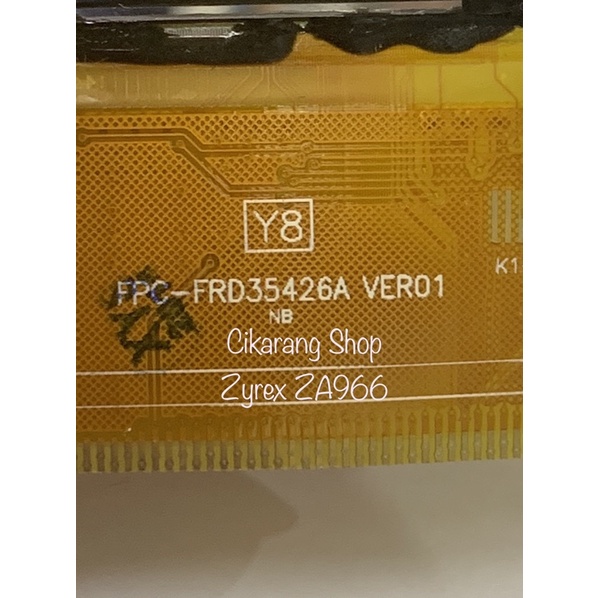 Y8
FPC-FRD35426A VER01
NB
K1
Cikarang Shop
Zyrex ZA966